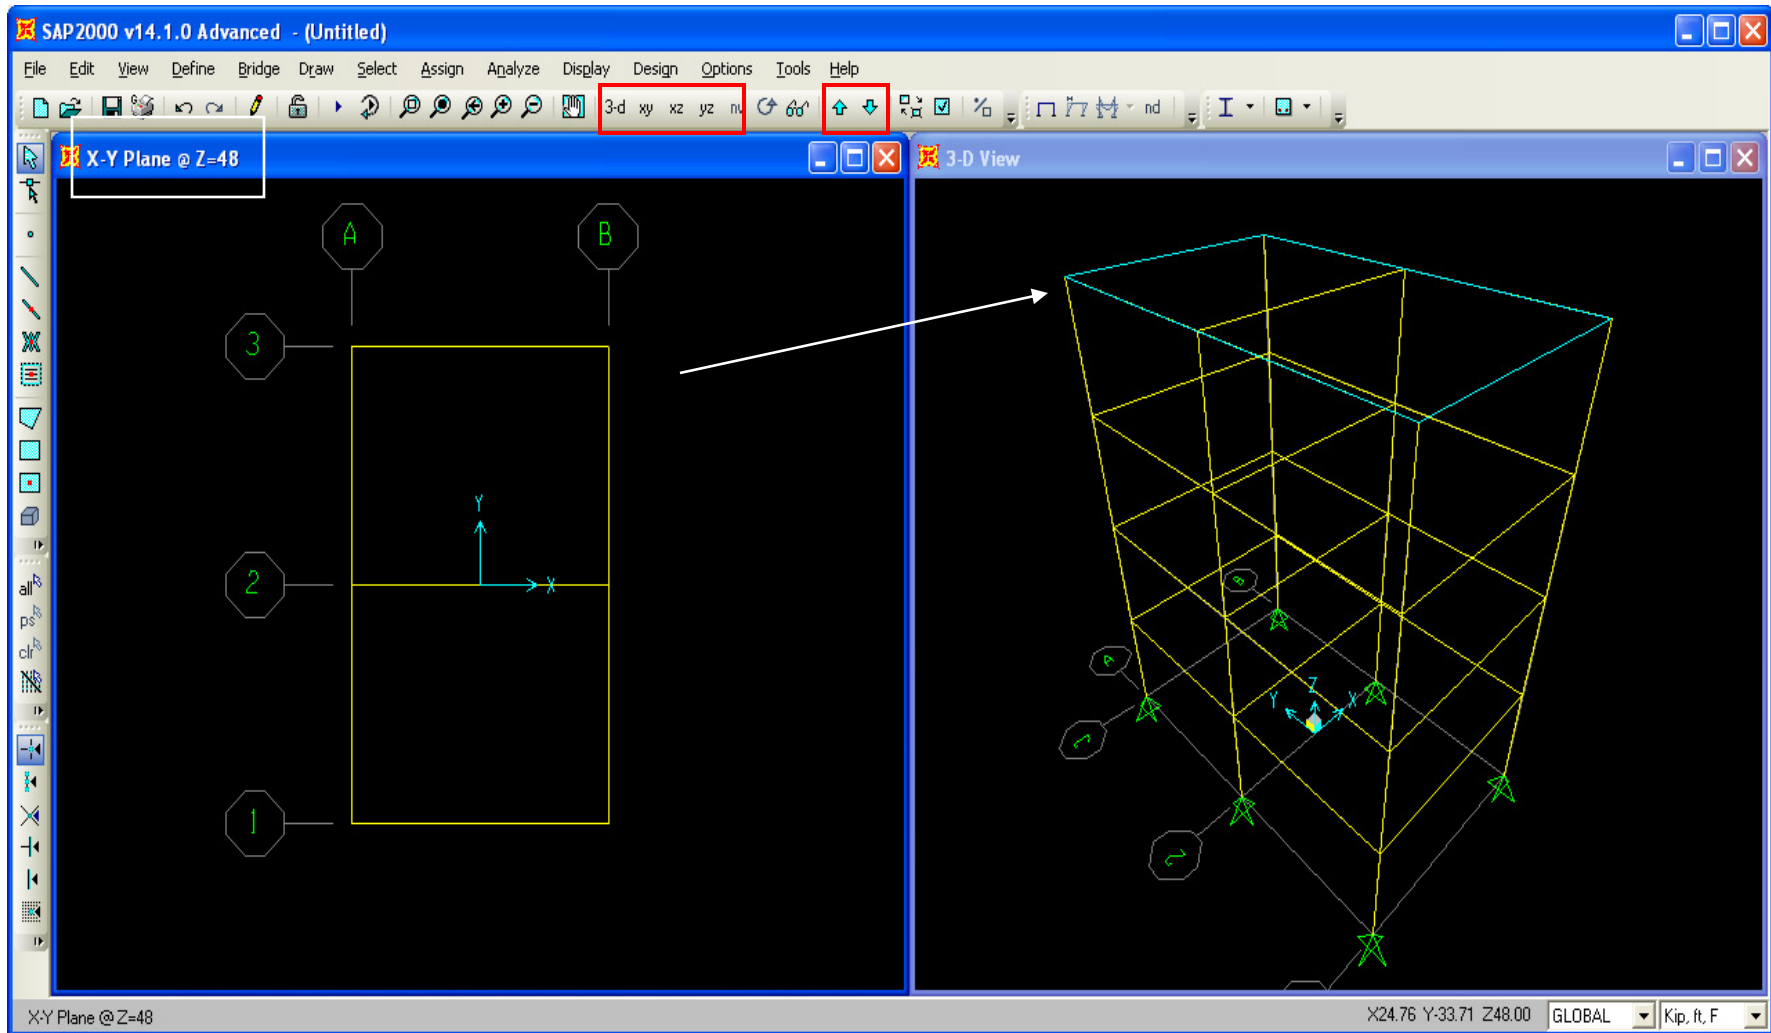 SAP2000 v14.1.0 Advanced - (Untitled)
File Edit View Define Bridge Draw Select Assign Analyze Display Design Options Tools Help
3-d xy xz yz nv nd
X-Y Plane @ Z=48
3-D View
A B
3
2
1
Y
X
all
ps
clr
B
A
2
Y Z X
X-Y Plane @ Z=48
X24.76 Y-33.71 Z48.00 GLOBAL Kip, ft, F